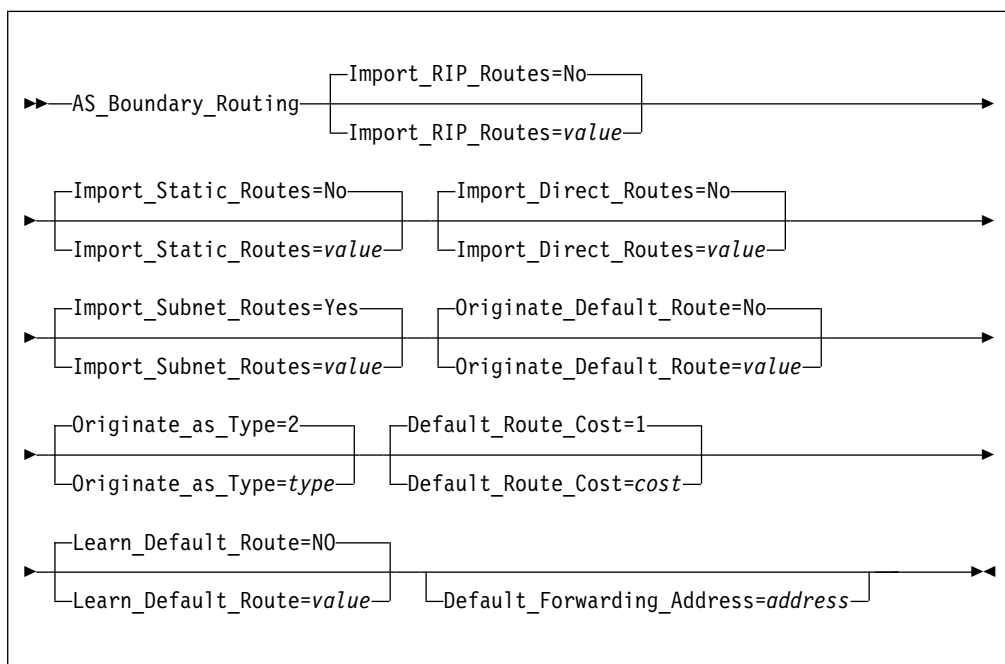 Import_RIP_Routes=No
AS_Boundary_Routing
Import_RIP_Routes=value
Import_Static_Routes=No Import_Direct_Routes=No
Import_Static_Routes=value Import_Direct_Routes=value
Import_Subnet_Routes=Yes Originate_Default_Route=No
Import_Subnet_Routes=value Originate_Default_Route=value
Originate_as_Type=2 Default_Route_Cost=1
Originate_as_Type=type Default_Route_Cost=cost
Learn_Default_Route=NO
Learn_Default_Route=value Default_Forwarding_Address=address